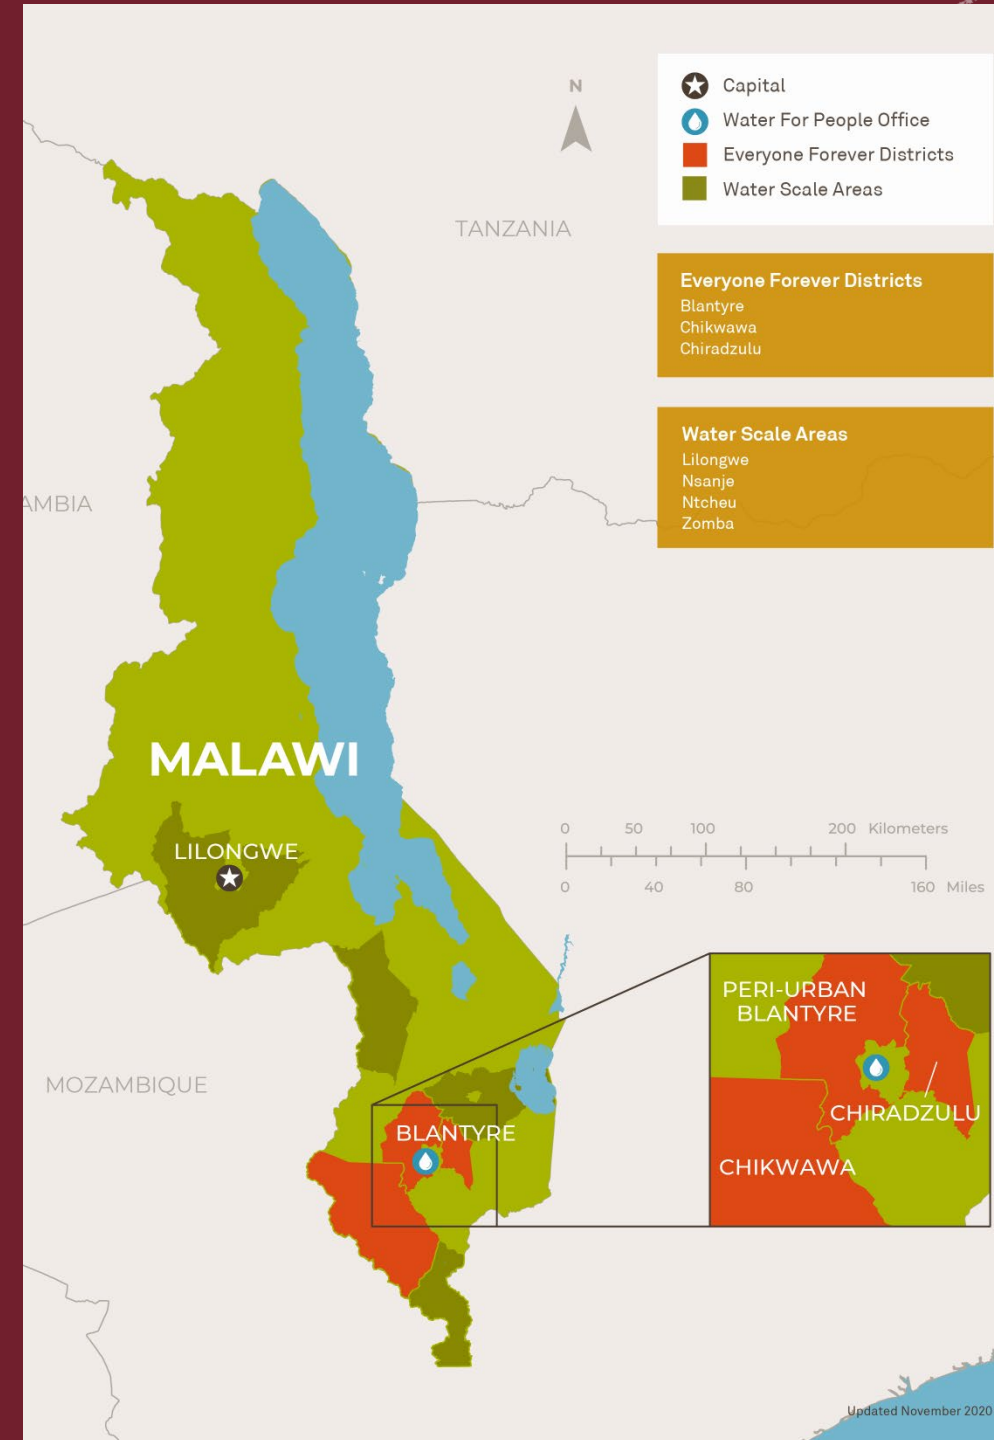 N
Capital
Water For People Office
Everyone Forever Districts
Water Scale Areas
TANZANIA
Everyone Forever Districts
Blantyre
Chikwawa
Chiradzulu
Water Scale Areas
Lilongwe
Nsanje
Ntcheu
Zomba
AMBIA
MALAWI
LILONGWE
0 50 100 200 Kilometers
0 40 80 160 Miles
PERI-URBAN
BLANTYRE
CHIRADZULU
CHIKWAWA
MOZAMBIQUE
BLANTYRE
Updated November 2020